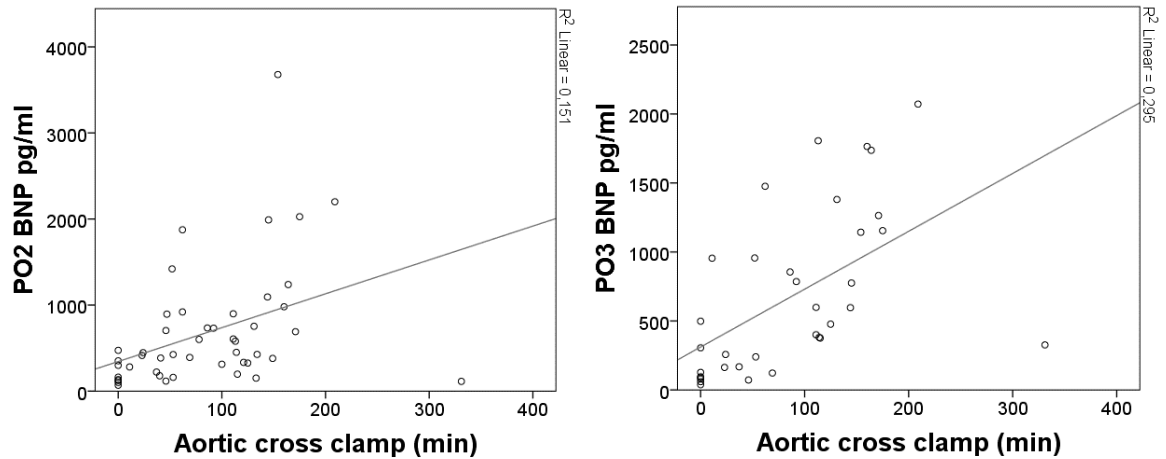 PO2 BNP pg/ml
4000
3000
2000
1000
0
0 100 200 300 400
Aortic cross clamp (min)
R2 Linear = 0,151
PO3 BNP pg/ml
2500
2000
1500
1000
500
0
0 100 200 300 400
Aortic cross clamp (min)
R2 Linear = 0,295